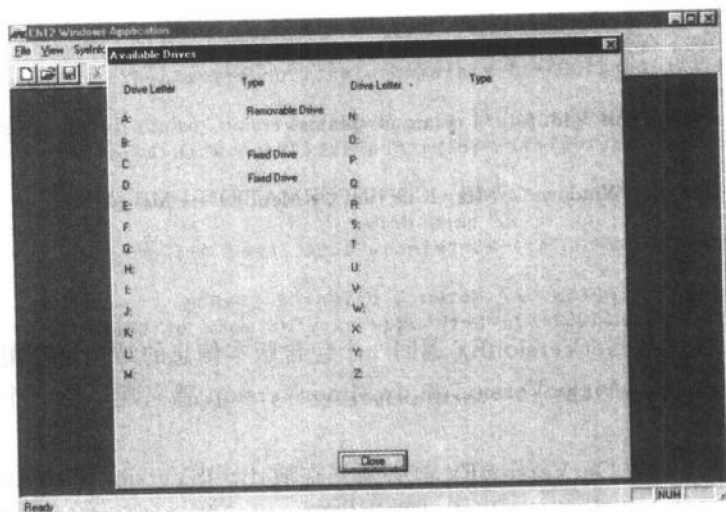 Ch12 Windows Application
File View SysInfo
Available Drives
Drive Letter Type Drive Letter Type
A: Removable Drive N:
B: O:
C Fixed Drive P
D Fixed Drive Q
E: R:
F: S:
G: T:
H: U:
I: V:
J: W:
K: X:
L: Y:
M: Z:
Close
Ready NUM